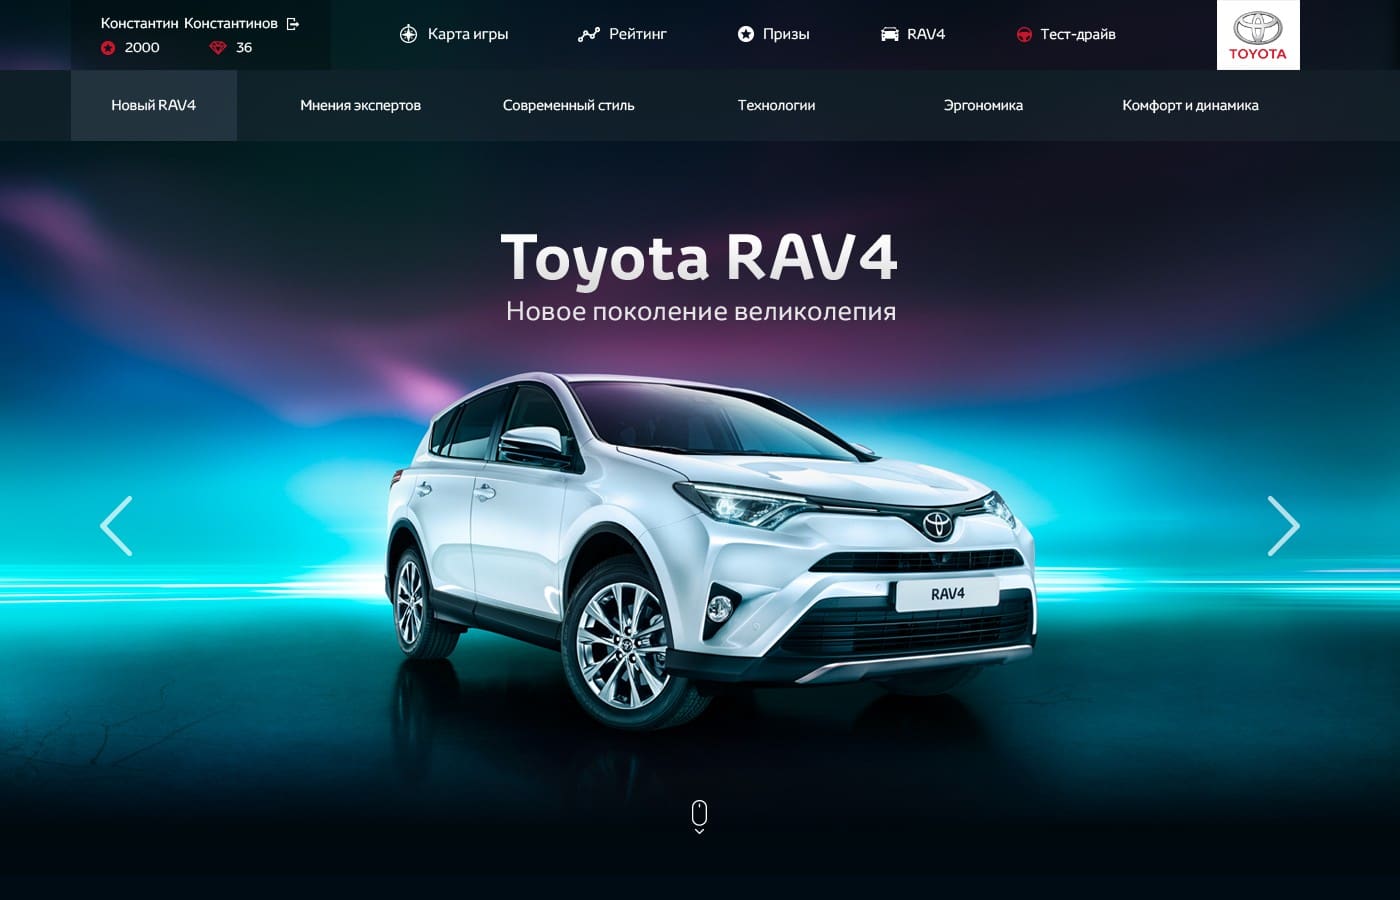 Константин Константинов
2000 36
Карта игры
Рейтинг
Призы
RAV4
Тест-драйв
TOYOTA
Новый RAV4
Мнения экспертов
Современный стиль
Технологии
Эргономика
Комфорт и динамика
Toyota RAV4
Новое поколение великолепия
RAV4